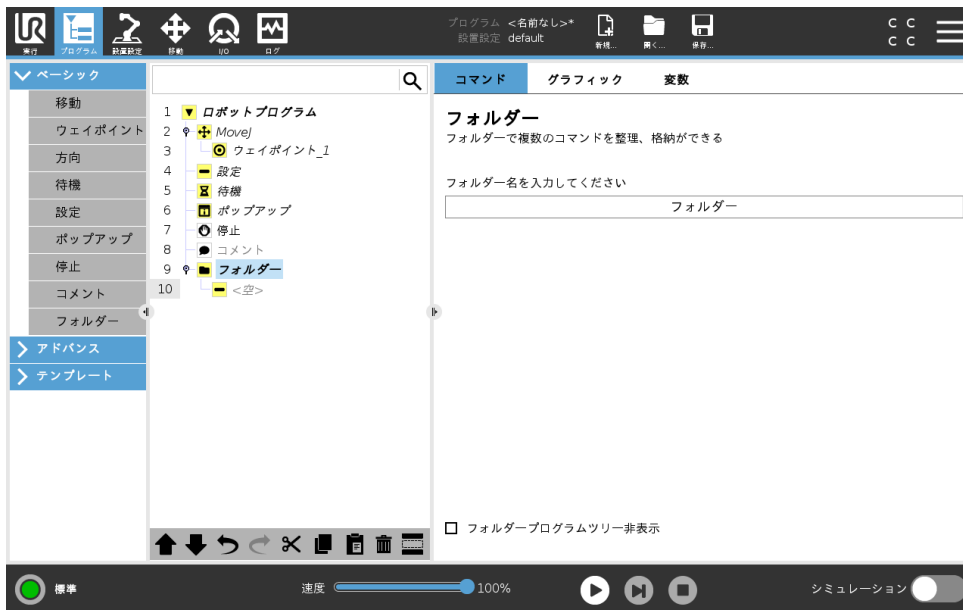 プログラム <名前なし>*
設置設定 default
UR
実行
プログラム
設置設定
移動
I/O
ログ
新規...
開く...
保存...
C C
C C
ベーシック
移動
ウェイポイント
方向
待機
設定
ポップアップ
停止
コメント
フォルダー
アドバンス
テンプレート
1 ロボットプログラム
2 MoveJ
3 ウェイポイント_1
4 設定
5 待機
6 ポップアップ
7 停止
8 コメント
9 フォルダー
10 <空>
コマンド グラフィック 変数
フォルダー
フォルダーで複数のコマンドを整理、格納ができる
フォルダー名を入力してください
フォルダー
フォルダープログラムツリー非表示
標準
速度 100%
シミュレーション